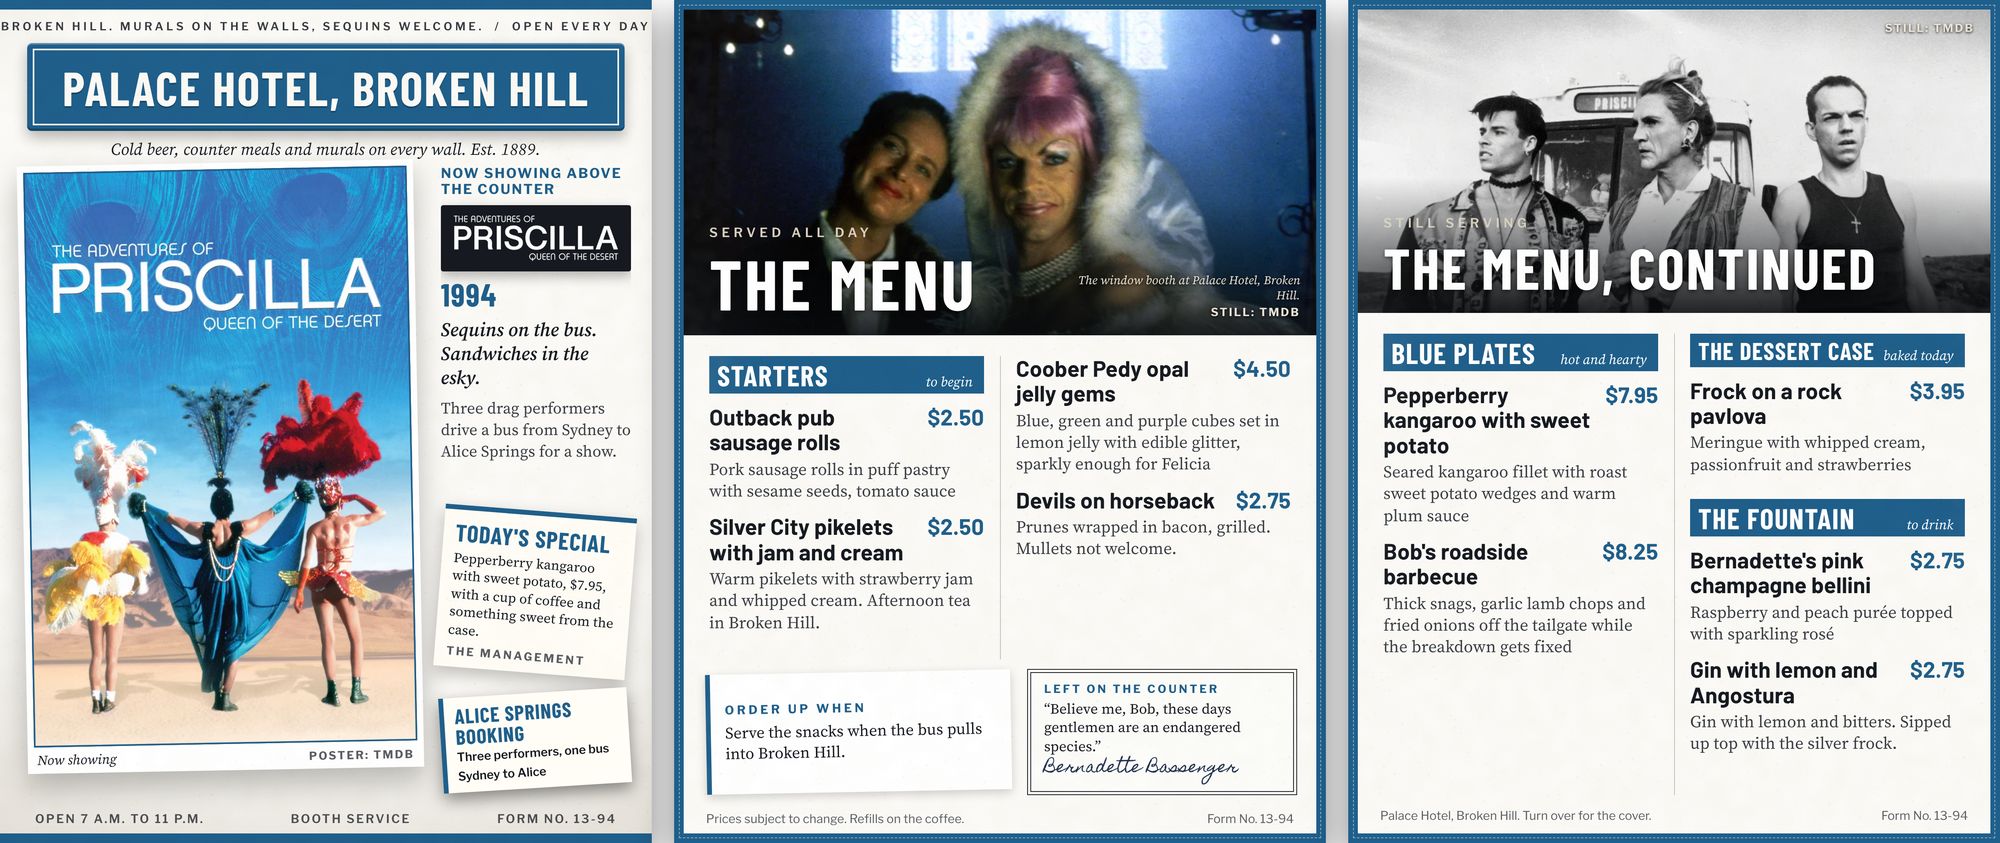 BROKEN HILL. MURALS ON THE WALLS, SEQUINS WELCOME. / OPEN EVERY DAY
PALACE HOTEL, BROKEN HILL
Cold beer, counter meals and murals on every wall. Est. 1889.
THE ADVENTURES OF
PRISCILLA
QUEEN OF THE DESERT
Now showing
POSTER: TMDB
NOW SHOWING ABOVE
THE COUNTER
THE ADVENTURES OF
PRISCILLA
QUEEN OF THE DESERT
1994
Sequins on the bus.
Sandwiches in the
esky.
Three drag performers
drive a bus from Sydney to
Alice Springs for a show.
TODAY'S SPECIAL
Pepperberry kangaroo
with sweet potato, $7.95,
with a cup of coffee and
something sweet from the
case.
THE MANAGEMENT
ALICE SPRINGS
BOOKING
Three performers, one bus
Sydney to Alice
OPEN 7 A.M. TO 11 P.M.
BOOTH SERVICE
FORM NO. 13-94
SERVED ALL DAY
THE MENU
The window booth at Palace Hotel, Broken
Hill.
STILL: TMDB
STARTERS to begin
Outback pub $2.50
sausage rolls
Pork sausage rolls in puff pastry
with sesame seeds, tomato sauce
Silver City pikelets $2.50
with jam and cream
Warm pikelets with strawberry jam
and whipped cream. Afternoon tea
in Broken Hill.
Coober Pedy opal $4.50
jelly gems
Blue, green and purple cubes set in
lemon jelly with edible glitter,
sparkly enough for Felicia
Devils on horseback $2.75
Prunes wrapped in bacon, grilled.
Mullets not welcome.
ORDER UP WHEN
Serve the snacks when the bus pulls
into Broken Hill.
LEFT ON THE COUNTER
“Believe me, Bob, these days
gentlemen are an endangered
species.”
Bernadette Bassenger
Prices subject to change. Refills on the coffee.
Form No. 13-94
STILL: TMDB
PRISCIL
STILL SERVING
THE MENU, CONTINUED
BLUE PLATES hot and hearty
Pepperberry $7.95
kangaroo with sweet
potato
Seared kangaroo fillet with roast
sweet potato wedges and warm
plum sauce
Bob's roadside $8.25
barbecue
Thick snags, garlic lamb chops and
fried onions off the tailgate while
the breakdown gets fixed
THE DESSERT CASE baked today
Frock on a rock $3.95
pavlova
Meringue with whipped cream,
passionfruit and strawberries
THE FOUNTAIN to drink
Bernadette's pink $2.75
champagne bellini
Raspberry and peach purée topped
with sparkling rosé
Gin with lemon and $2.75
Angostura
Gin with lemon and bitters. Sipped
up top with the silver frock.
Palace Hotel, Broken Hill. Turn over for the cover.
Form No. 13-94